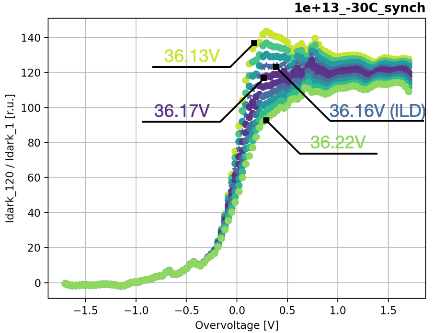 1e+13_-30C_synch
140
120
100
80
60
40
20
0
36.13V
36.17V
36.16V (ILD)
36.22V
Idark_120 / Idark_1 [r.u.]
−1.5
−1.0
−0.5
0.0
0.5
1.0
1.5
Overvoltage [V]